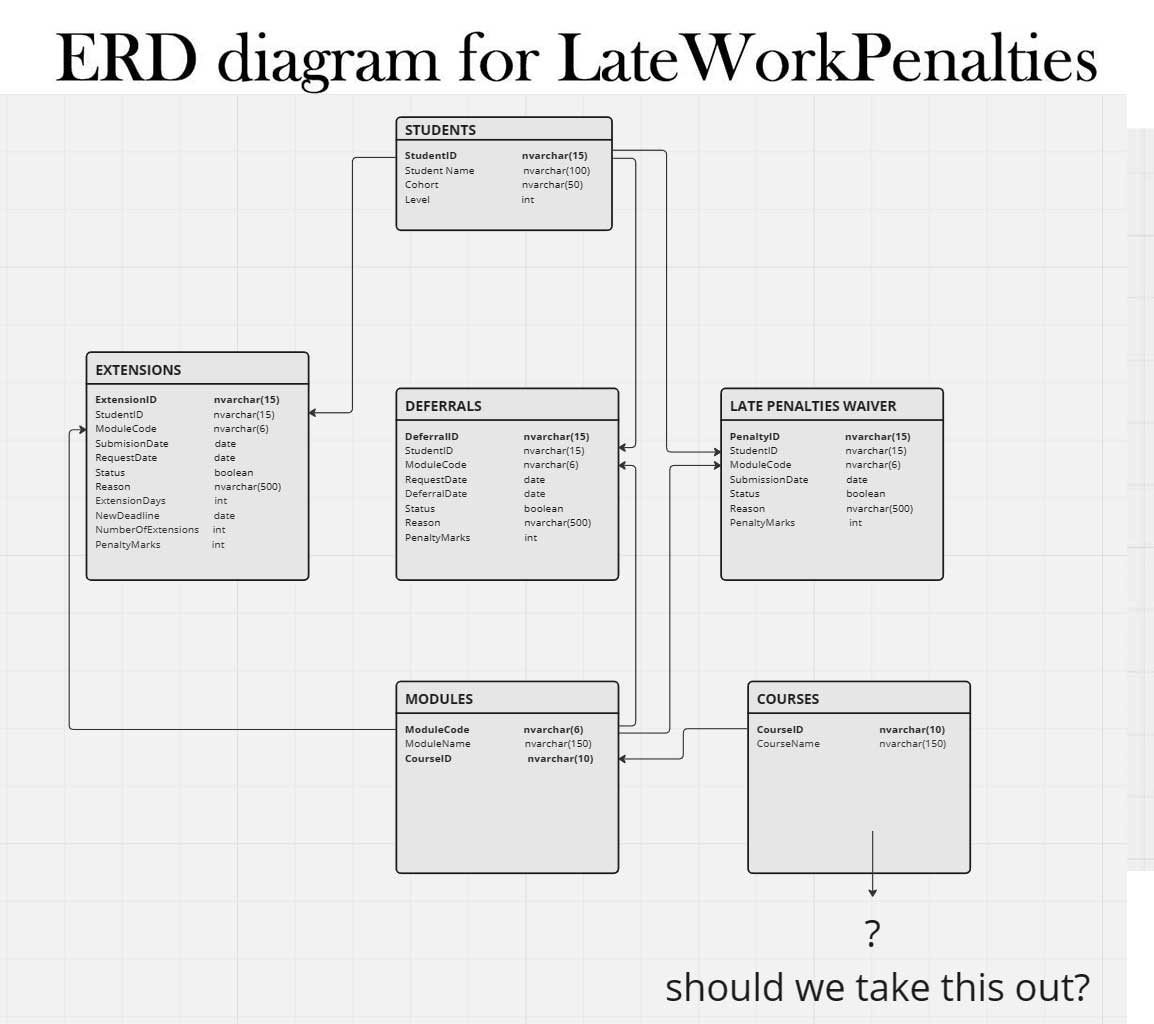 ERD diagram for LateWorkPenalties
STUDENTS
StudentID nvarchar(15)
Student Name nvarchar(100)
Cohort nvarchar(50)
Level int
EXTENSIONS
ExtensionID nvarchar(15)
StudentID nvarchar(15)
ModuleCode nvarchar(6)
SubmisionDate date
RequestDate date
Status boolean
Reason nvarchar(500)
ExtensionDays int
NewDeadline date
NumberOfExtensions int
PenaltyMarks int
DEFERRALS
DeferralID nvarchar(15)
StudentID nvarchar(15)
ModuleCode nvarchar(6)
RequestDate date
DeferralDate date
Status boolean
Reason nvarchar(500)
PenaltyMarks int
LATE PENALTIES WAIVER
PenaltyID nvarchar(15)
StudentID nvarchar(15)
ModuleCode nvarchar(6)
SubmissionDate date
Status boolean
Reason nvarchar(500)
PenaltyMarks int
MODULES
ModuleCode nvarchar(6)
ModuleName nvarchar(150)
CourseID nvarchar(10)
COURSES
CourseID nvarchar(10)
CourseName nvarchar(150)
?
should we take this out?